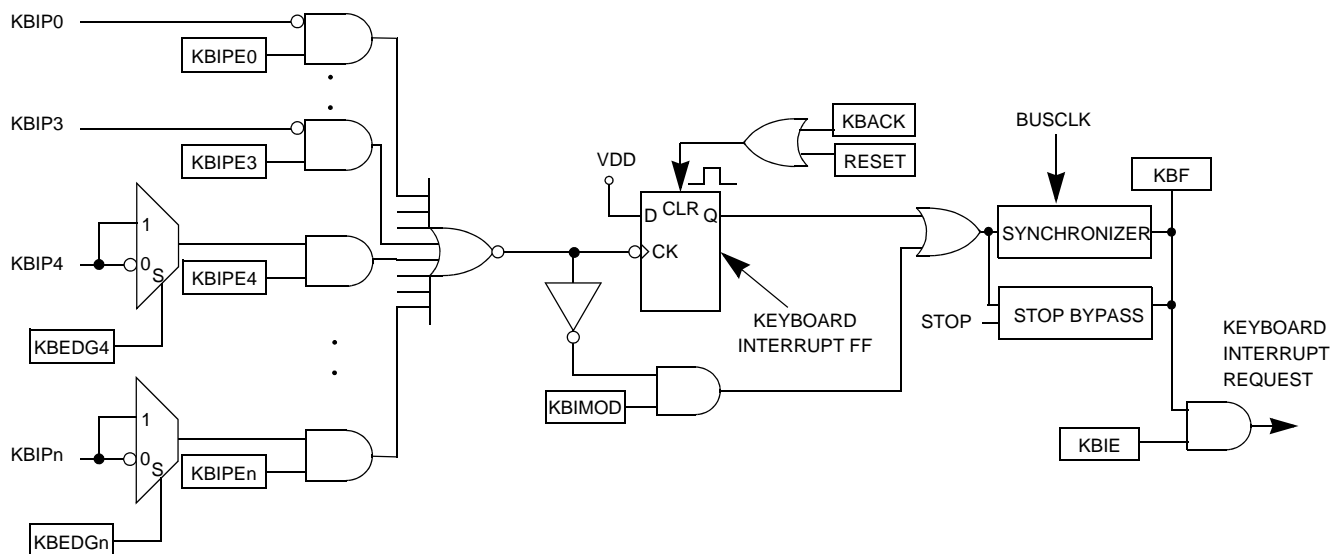 KBIP0
KBIPE0
KBIP3
KBIPE3
1
0
S
KBIP4
KBIPE4
KBEDG4
1
0
S
KBIPn
KBIPEn
KBEDGn
VDD
D
CLR
Q
CK
KBACK
RESET
KEYBOARD
INTERRUPT FF
KBIMOD
BUSCLK
SYNCHRONIZER
KBF
STOP
STOP BYPASS
KEYBOARD
INTERRUPT
REQUEST
KBIE